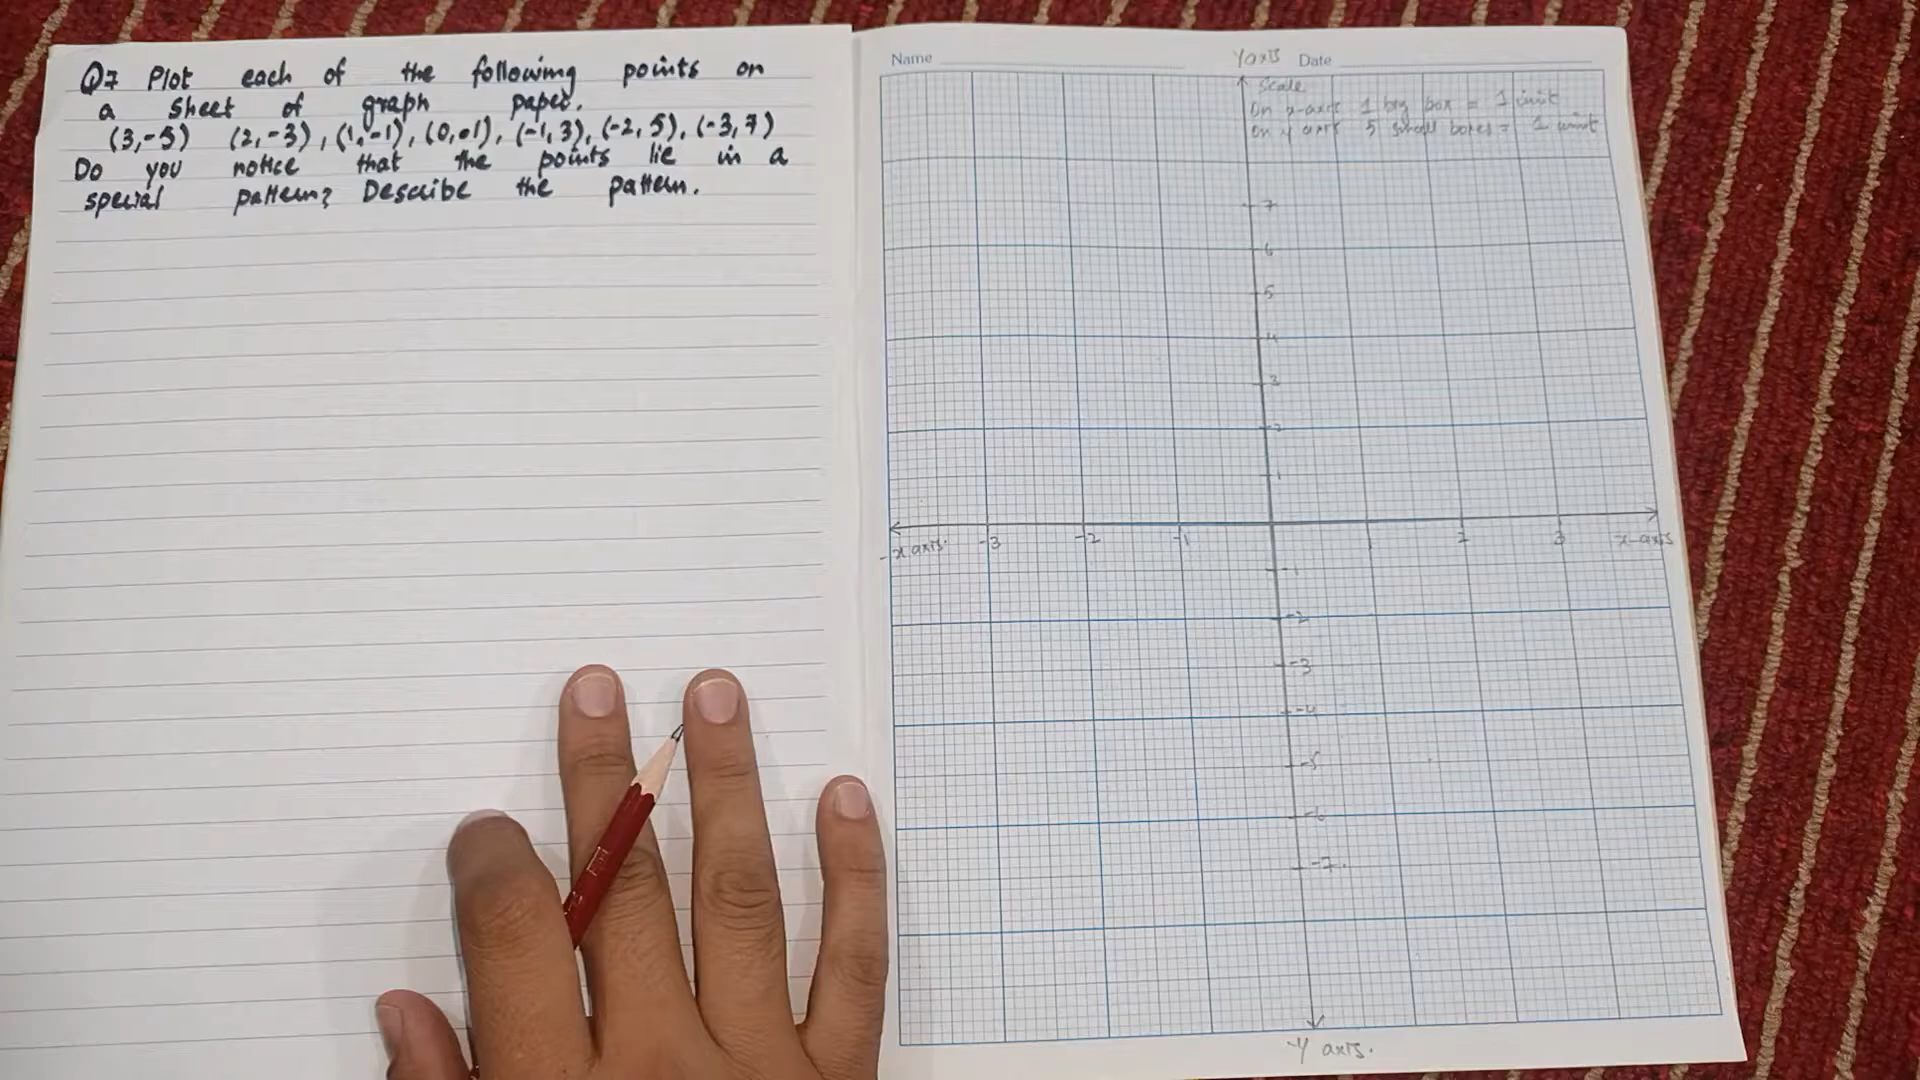 Q7 Plot each of the following points on
a sheet of graph paper.
(3,-5) (2,-3), (1,-1), (0,1), (-1,3), (-2,5), (-3,7)
Do you notice that the points lie in a
special pattern? Describe the pattern.
Name
Y axis
Date
Scale
On x-axis 1 big box = 1 unit
On y axis 5 small boxes = 1 unit
7
6
5
4
3
2
1
-x axis.
-3
-2
-1
1
2
3
x-axis
-1
-2
-3
-4
-5
-6
-7.
-y axis.